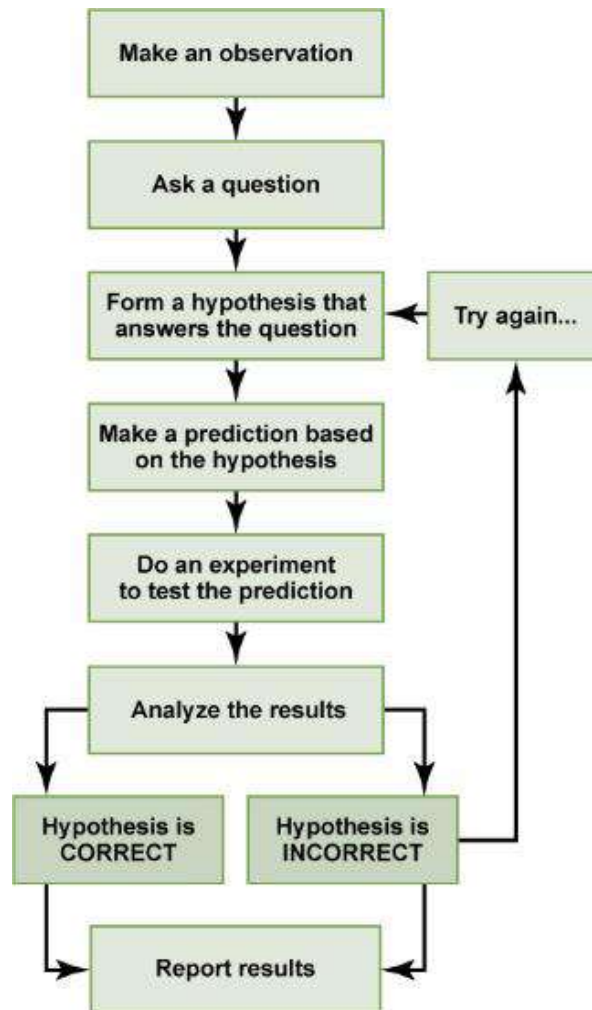 Make an observation
Ask a question
Form a hypothesis that
answers the question
Try again...
Make a prediction based
on the hypothesis
Do an experiment
to test the prediction
Analyze the results
Hypothesis is
CORRECT
Hypothesis is
INCORRECT
Report results